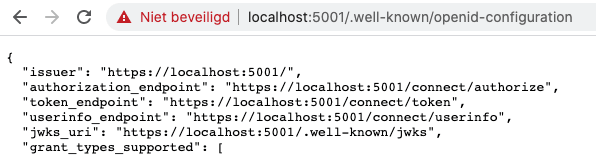 Niet beveiligd | localhost:5001/.well-known/openid-configuration
{
"issuer": "https://localhost:5001/",
"authorization_endpoint": "https://localhost:5001/connect/authorize",
"token_endpoint": "https://localhost:5001/connect/token",
"userinfo_endpoint": "https://localhost:5001/connect/userinfo",
"jwks_uri": "https://localhost:5001/.well-known/jwks",
"grant_types_supported": [